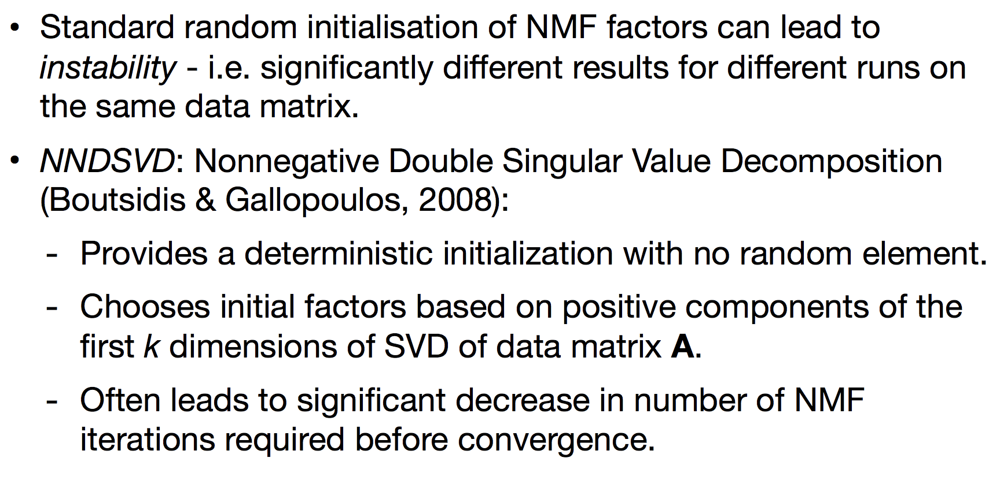 • Standard random initialisation of NMF factors can lead to
instability - i.e. significantly different results for different runs on
the same data matrix.
• NNDSVD: Nonnegative Double Singular Value Decomposition
(Boutsidis & Gallopoulos, 2008):
- Provides a deterministic initialization with no random element.
- Chooses initial factors based on positive components of the
first k dimensions of SVD of data matrix A.
- Often leads to significant decrease in number of NMF
iterations required before convergence.